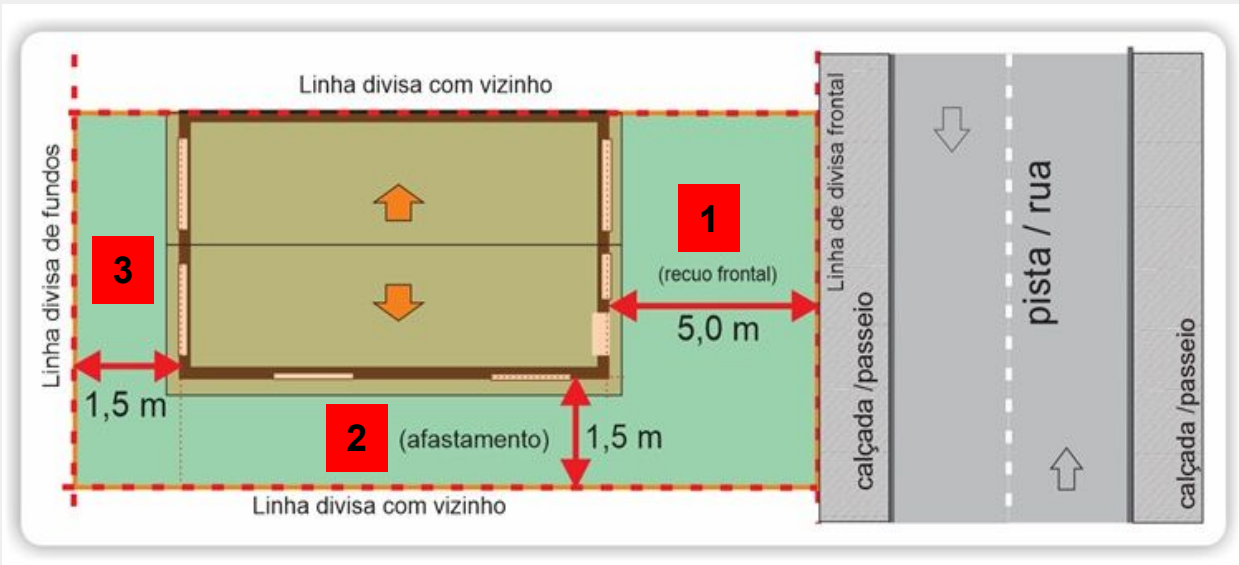 Linha divisa com vizinho
Linha divisa de fundos
3
1,5 m
1
(recuo frontal)
5,0 m
2
(afastamento)
1,5 m
Linha divisa com vizinho
Linha de divisa frontal
calçada /passeio
pista / rua
calçada /passeio